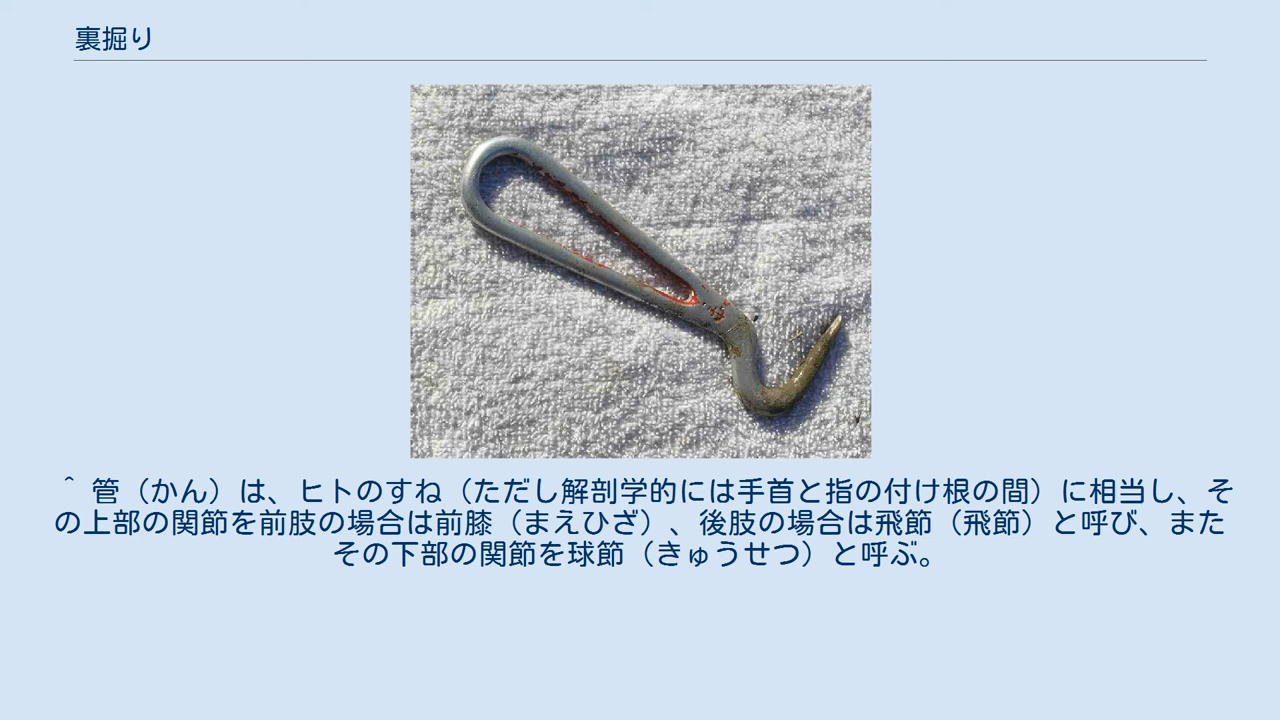 裏掘り
^ 管（かん）は、ヒトのすね（ただし解剖学的には手首と指の付け根の間）に相当し、そ
の上部の関節を前肢の場合は前膝（まえひざ）、後肢の場合は飛節（飛節）と呼び、また
その下部の関節を球節（きゅうせつ）と呼ぶ。